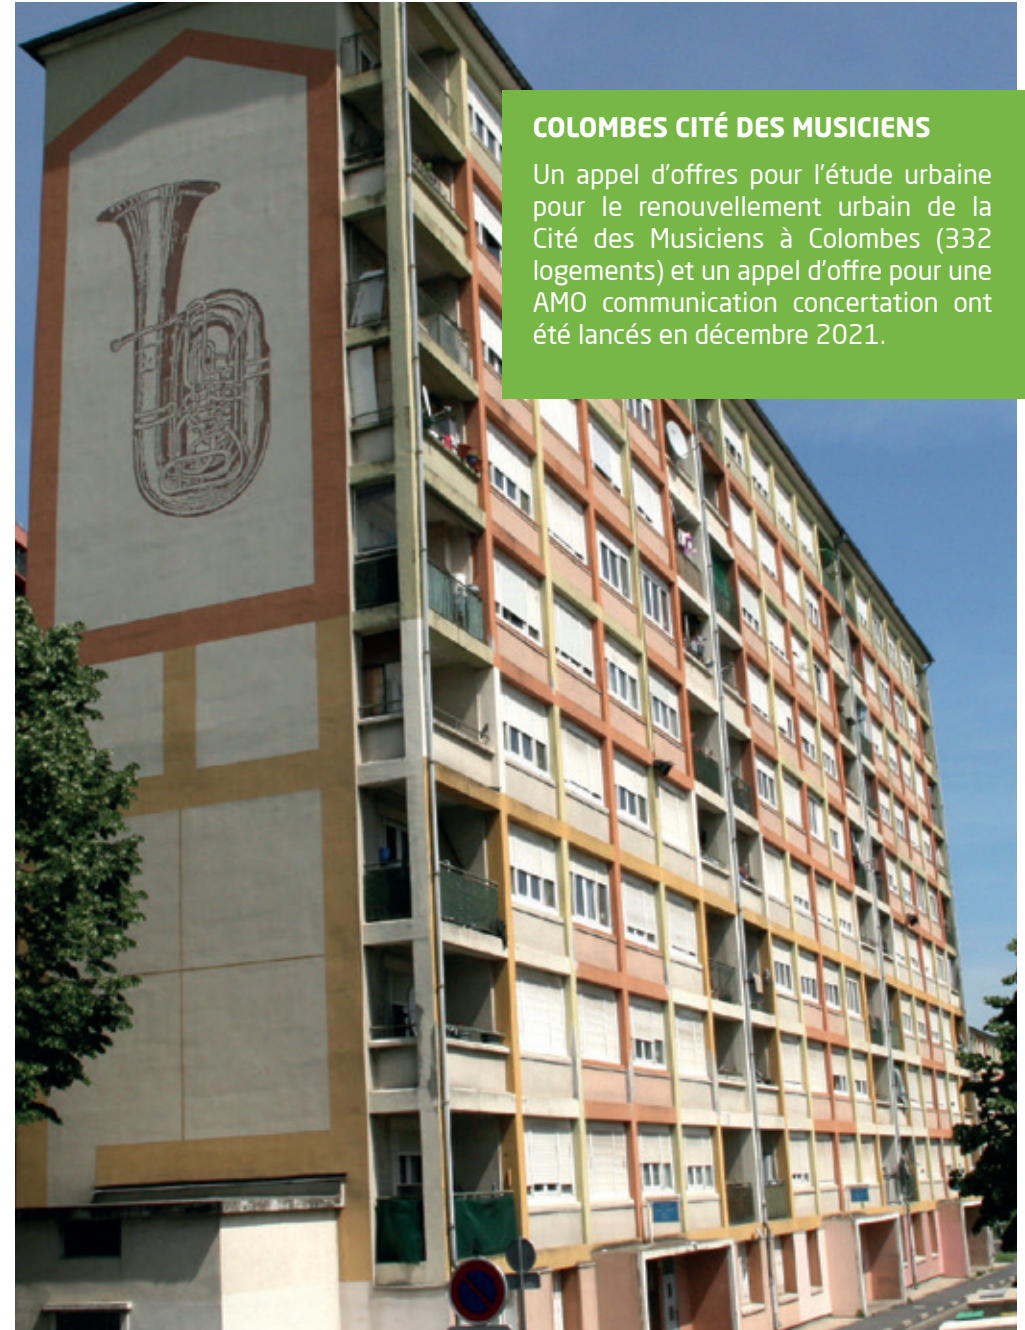 COLOMBES CITÉ DES MUSICIENS
Un appel d'offres pour l'étude urbaine
pour le renouvellement urbain de la
Cité des Musiciens à Colombes (332
logements) et un appel d'offre pour une
AMO communication concertation ont
été lancés en décembre 2021.